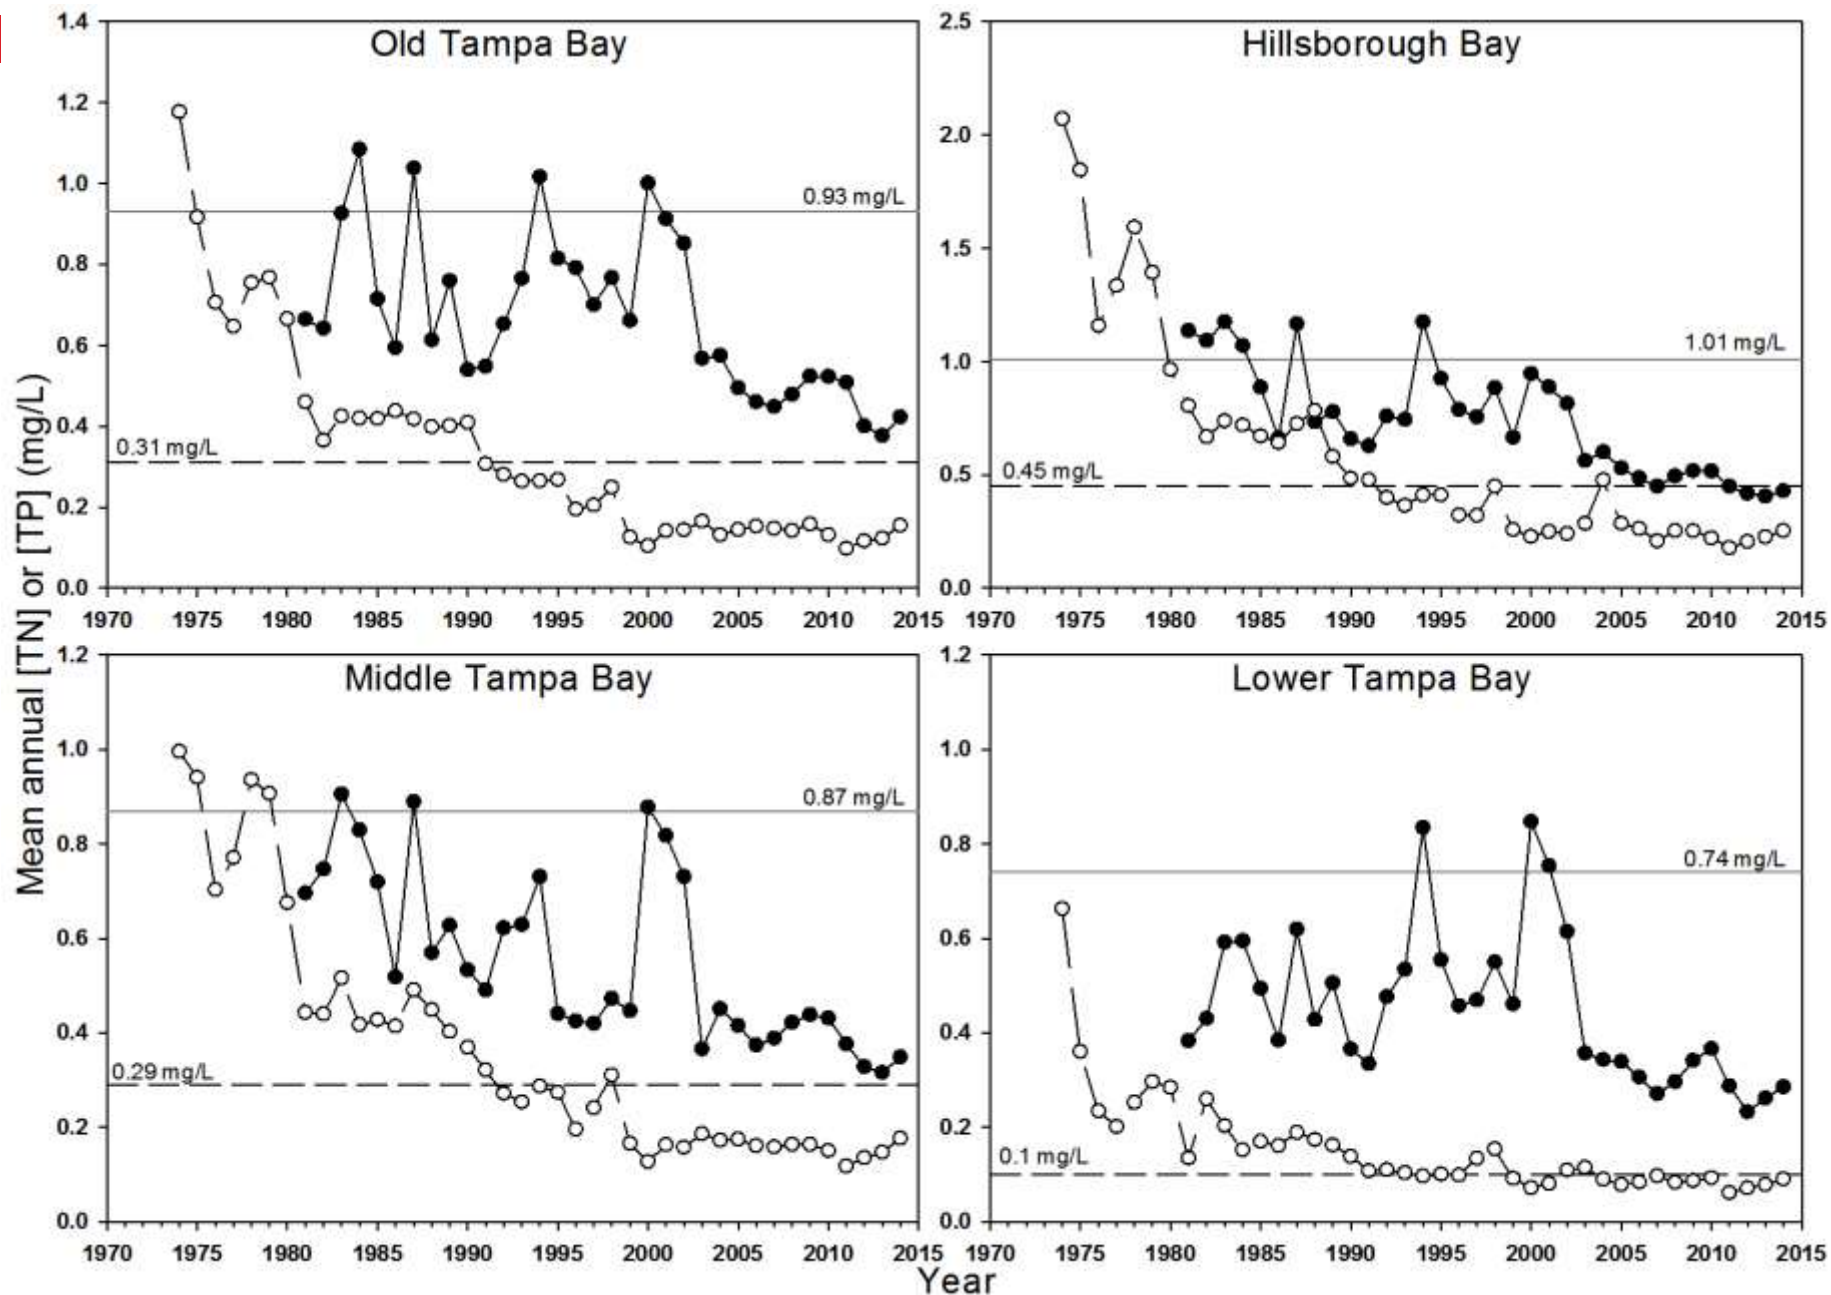 Mean annual [TN] or [TP] (mg/L)
Old Tampa Bay
1.4
1.2
1.0
0.8
0.6
0.4
0.2
0.0
0.93 mg/L
0.31 mg/L
1970 1975 1980 1985 1990 1995 2000 2005 2010 2015
Hillsborough Bay
2.5
2.0
1.5
1.0
0.5
0.0
1.01 mg/L
0.45 mg/L
1970 1975 1980 1985 1990 1995 2000 2005 2010 2015
Middle Tampa Bay
1.2
1.0
0.8
0.6
0.4
0.2
0.0
0.87 mg/L
0.29 mg/L
1970 1975 1980 1985 1990 1995 2000 2005 2010 2015
Lower Tampa Bay
1.2
1.0
0.8
0.6
0.4
0.2
0.0
0.74 mg/L
0.1 mg/L
1970 1975 1980 1985 1990 1995 2000 2005 2010 2015
Year